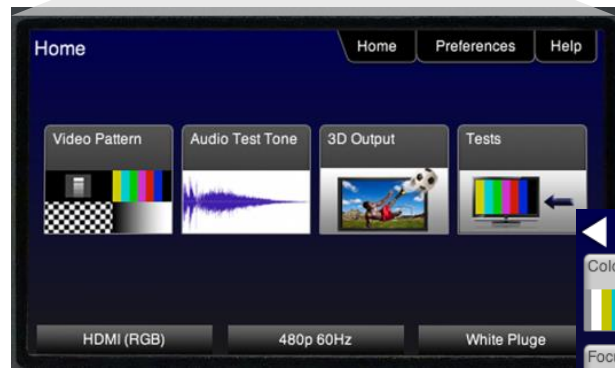 Home
Home Preferences Help
Video Pattern Audio Test Tone 3D Output Tests
HDMI (RGB) 480p 60Hz White Pluge